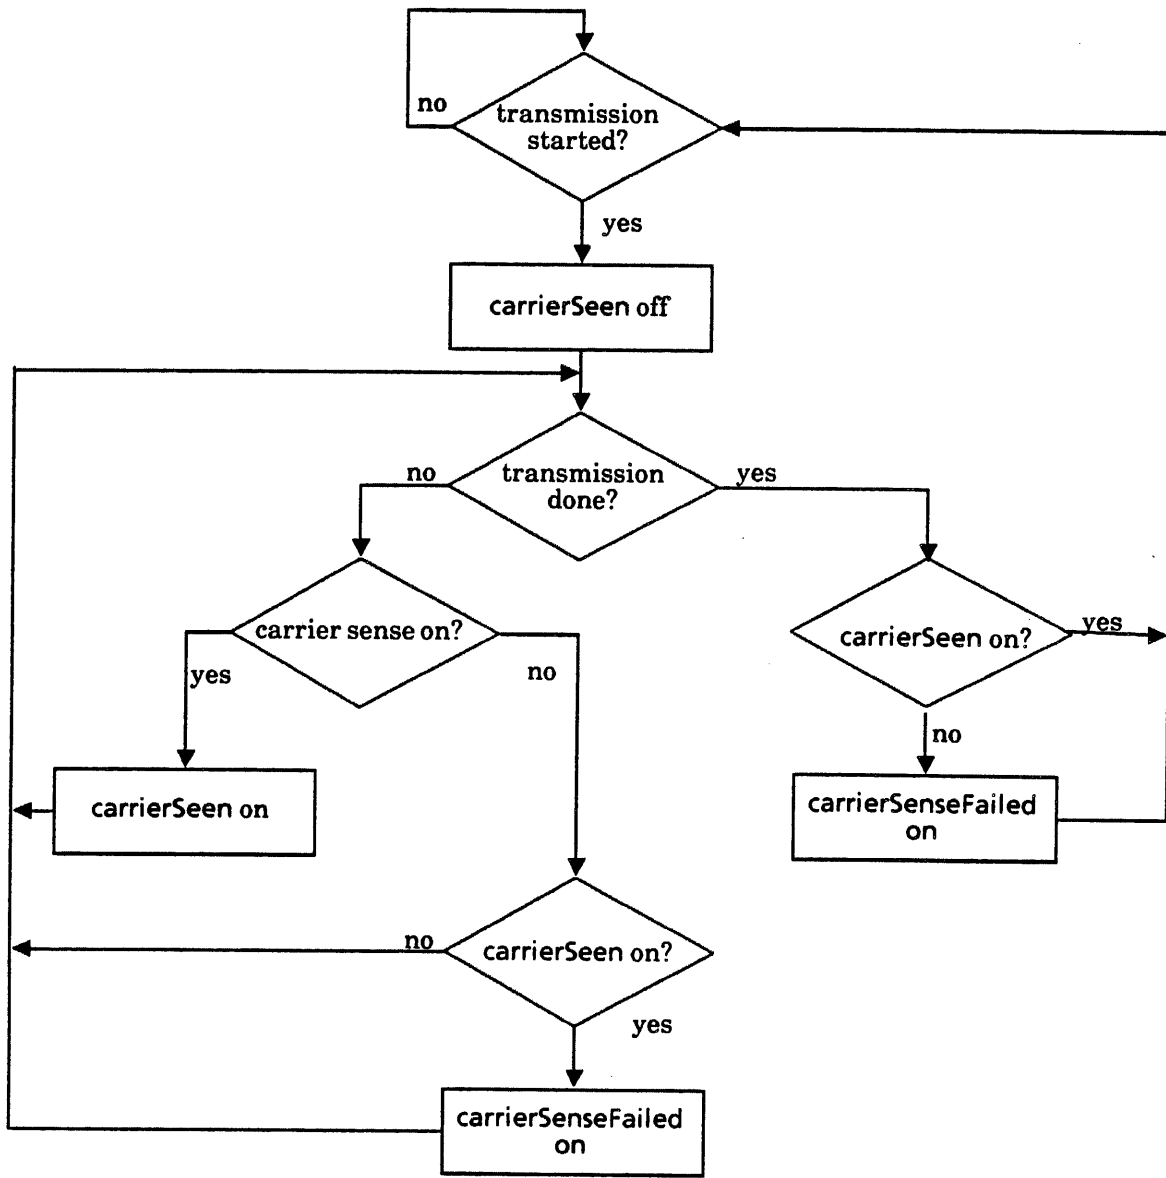 no
transmission
started?
yes
carrierSeen off
no
transmission
done?
yes
carrier sense on?
carrierSeen on?
yes
yes
no
no
carrierSeen on
carrierSenseFailed
on
no
carrierSeen on?
yes
carrierSenseFailed
on